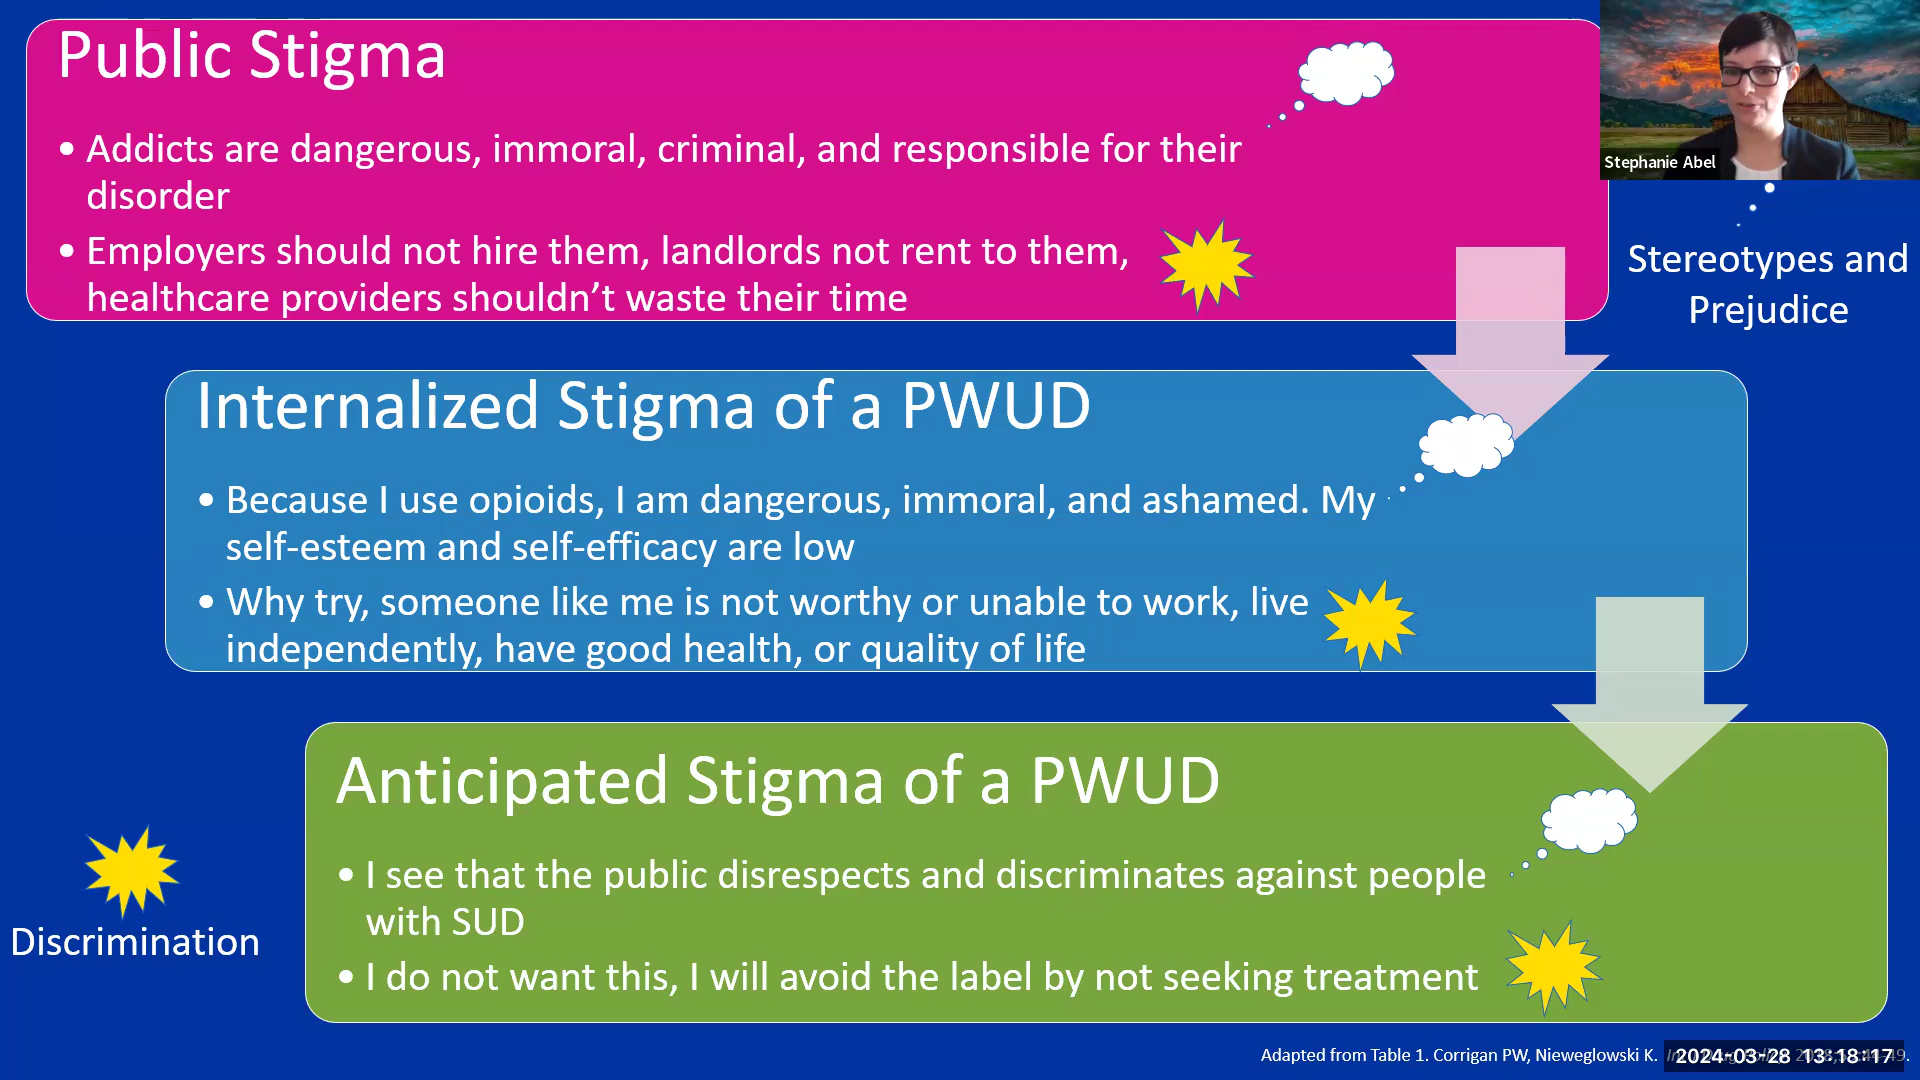 Public Stigma
• Addicts are dangerous, immoral, criminal, and responsible for their
disorder
• Employers should not hire them, landlords not rent to them,
healthcare providers shouldn't waste their time
Stephanie Abel
Stereotypes and
Prejudice
Internalized Stigma of a PWUD
• Because I use opioids, I am dangerous, immoral, and ashamed. My
self-esteem and self-efficacy are low
• Why try, someone like me is not worthy or unable to work, live
independently, have good health, or quality of life
Anticipated Stigma of a PWUD
• I see that the public disrespects and discriminates against people
with SUD
• I do not want this, I will avoid the label by not seeking treatment
Discrimination
Adapted from Table 1. Corrigan PW, Nieweglowski K.
2024-03-28 13:18:17